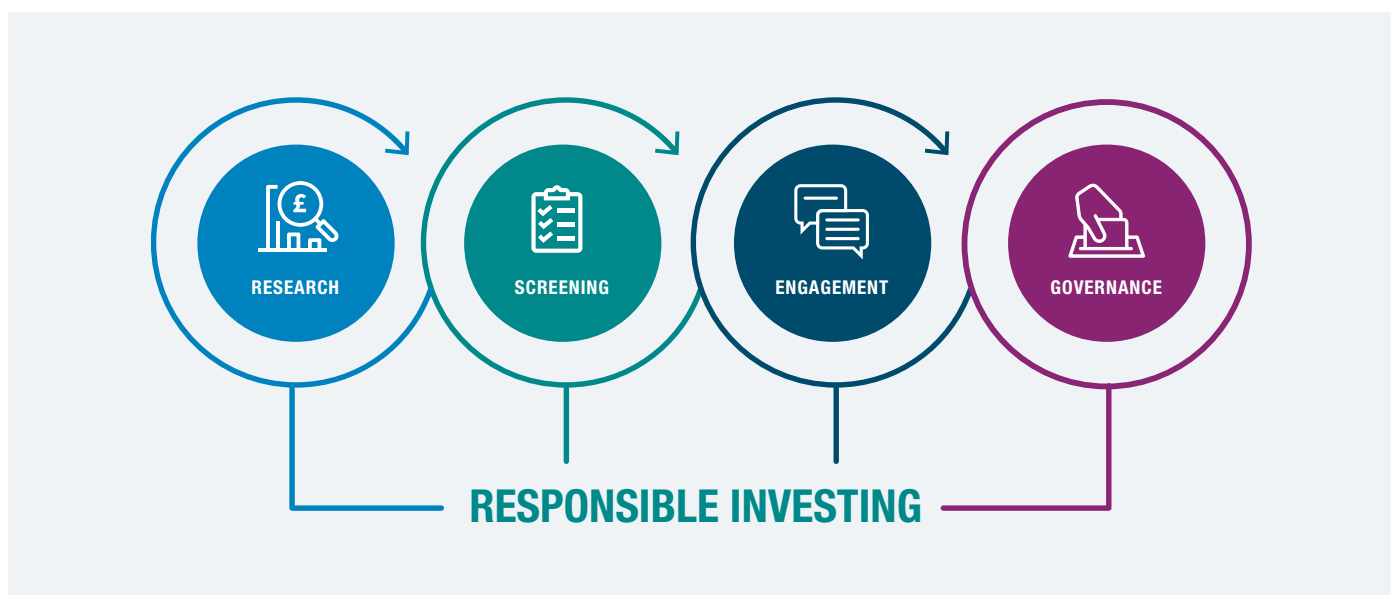 £
RESEARCH
SCREENING
ENGAGEMENT
GOVERNANCE
RESPONSIBLE INVESTING